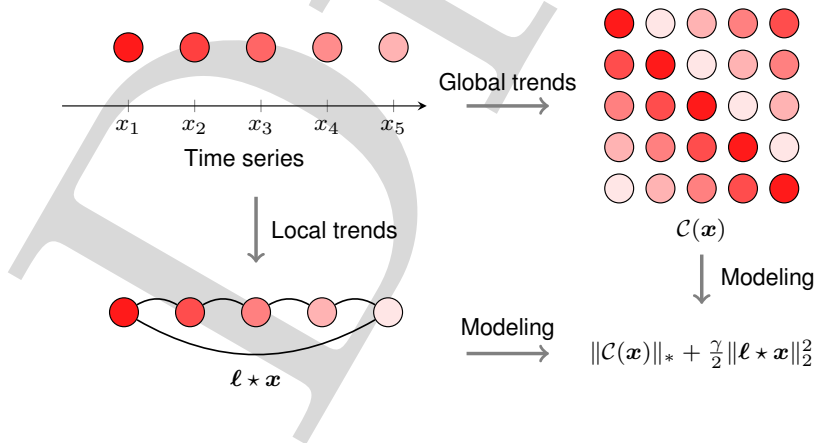 Global trends
x₁ x₂ x₃ x₄ x₅
Time series
Local trends
𝒞(𝒙)
Modeling
Modeling
‖𝒞(𝒙)‖_* + γ/2 ‖ℓ ⋆ 𝒙‖₂²
ℓ ⋆ 𝒙